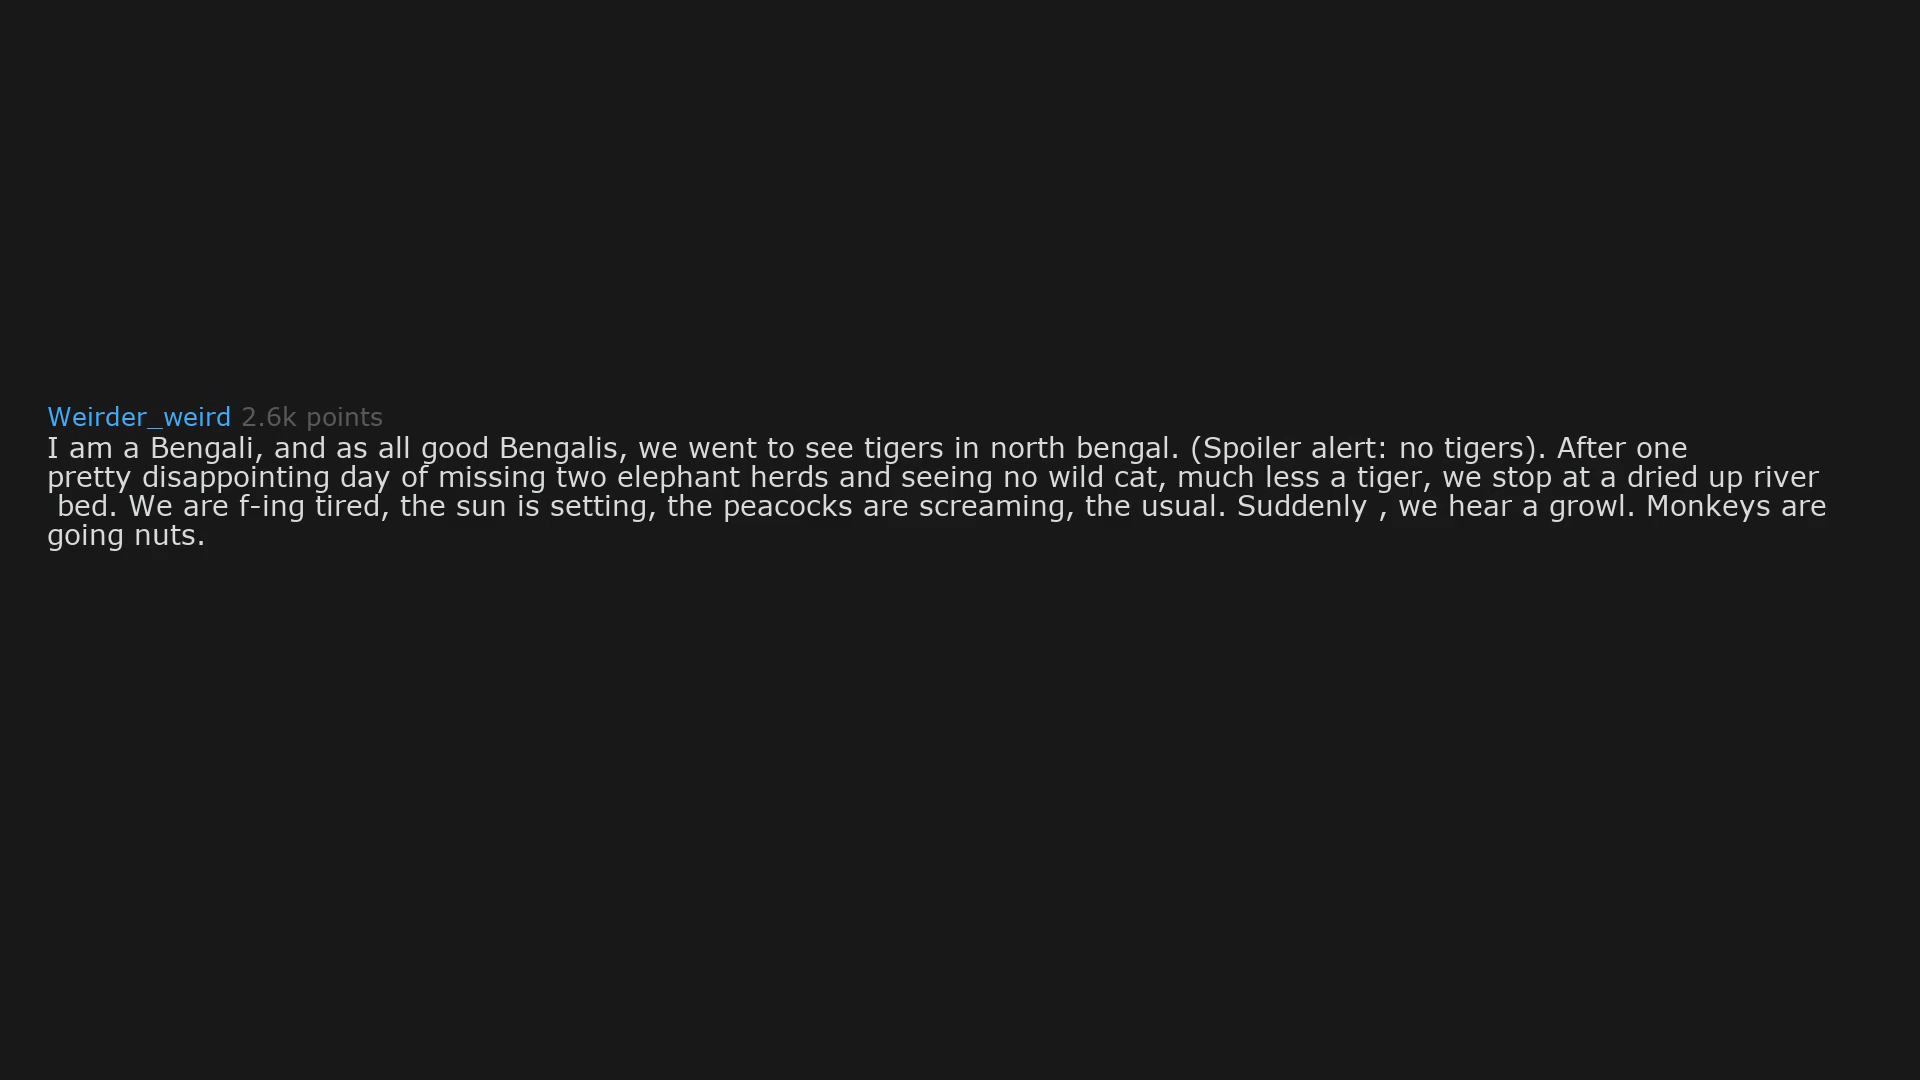 Weirder_weird 2.6k points
I am a Bengali, and as all good Bengalis, we went to see tigers in north bengal. (Spoiler alert: no tigers). After one
pretty disappointing day of missing two elephant herds and seeing no wild cat, much less a tiger, we stop at a dried up river
bed. We are f-ing tired, the sun is setting, the peacocks are screaming, the usual. Suddenly , we hear a growl. Monkeys are
going nuts.